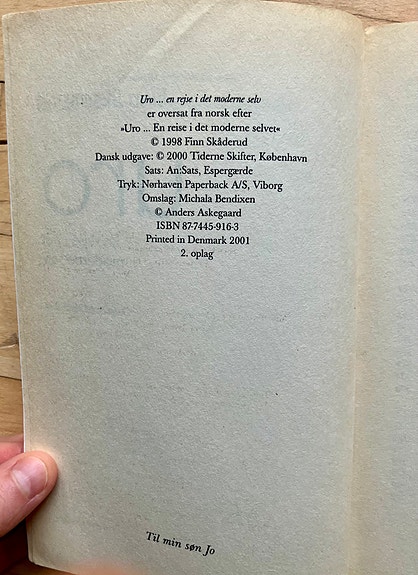 Uro ... en rejse i det moderne selv
er oversat fra norsk efter
»Uro ... En reise i det moderne selvet«
© 1998 Finn Skåderud
Dansk udgave: © 2000 Tiderne Skifter, København
Sats: An:Sats, Espergærde
Tryk: Nørhaven Paperback A/S, Viborg
Omslag: Michala Bendixen
© Anders Askegaard
ISBN 87-7445-916-3
Printed in Denmark 2001
2. oplag
Til min søn Jo